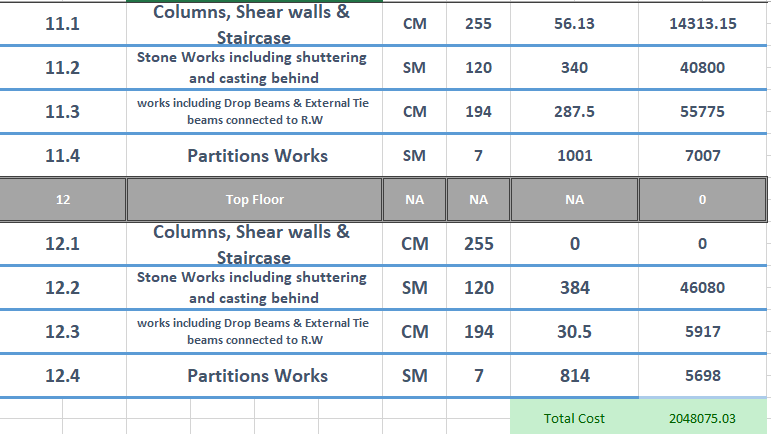 11.1 Columns, Shear walls & Staircase CM 255 56.13 14313.15
11.2 Stone Works including shuttering and casting behind SM 120 340 40800
11.3 works including Drop Beams & External Tie beams connected to R.W CM 194 287.5 55775
11.4 Partitions Works SM 7 1001 7007
12 Top Floor NA NA NA 0
12.1 Columns, Shear walls & Staircase CM 255 0 0
12.2 Stone Works including shuttering and casting behind SM 120 384 46080
12.3 works including Drop Beams & External Tie beams connected to R.W CM 194 30.5 5917
12.4 Partitions Works SM 7 814 5698
Total Cost 2048075.03